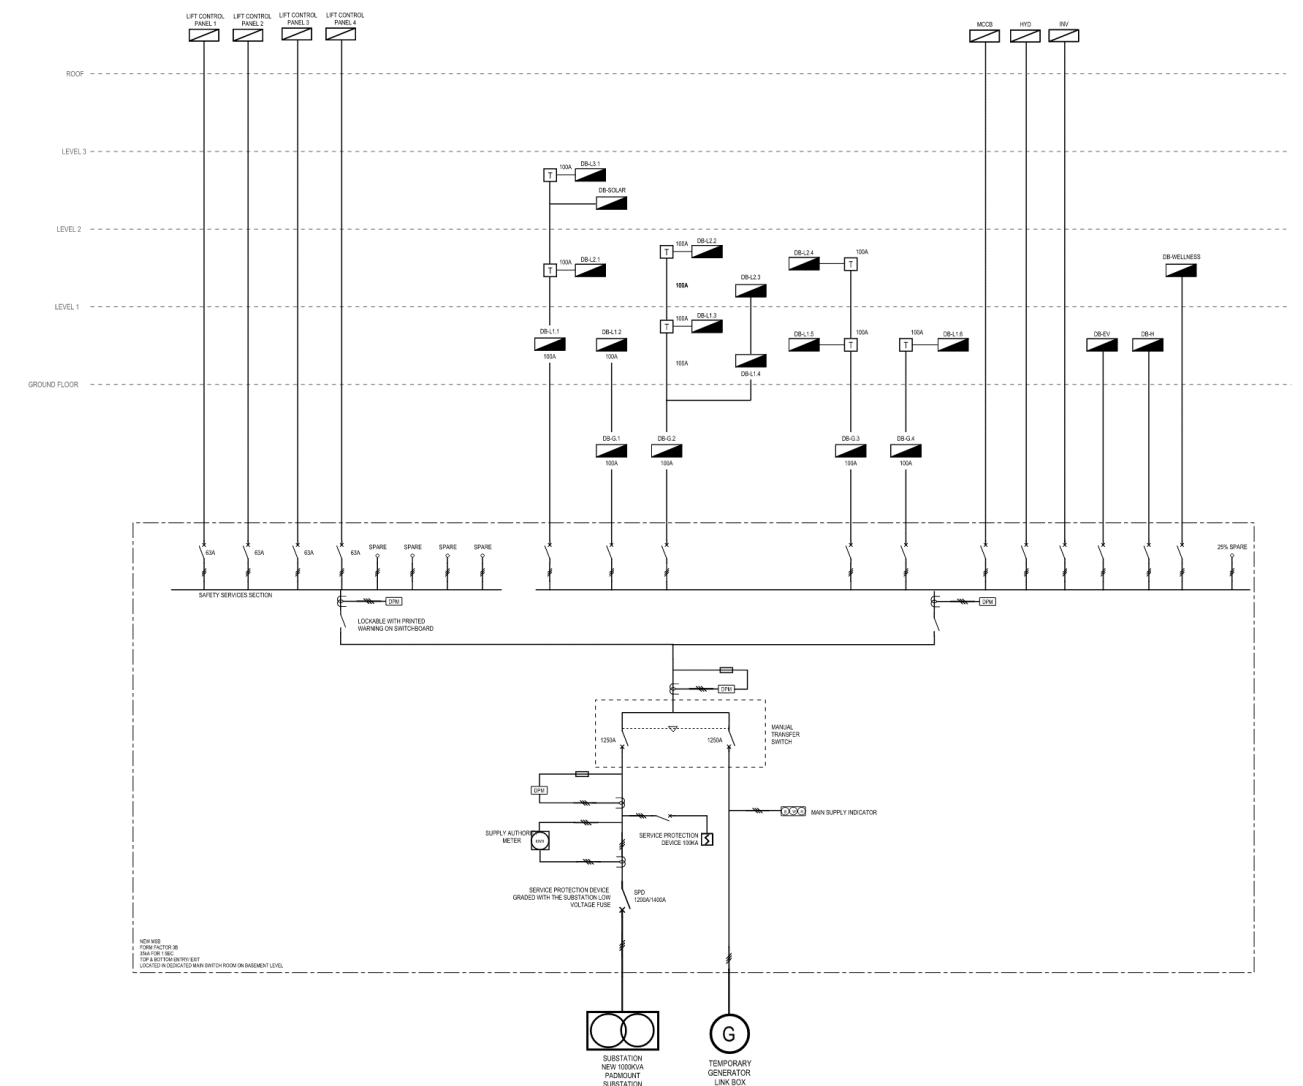 LIFT CONTROL
PANEL 1
LIFT CONTROL
PANEL 2
LIFT CONTROL
PANEL 3
LIFT CONTROL
PANEL 4
MCCB
HYD
INV
ROOF
LEVEL 3
100A
DB-L3.1
T
DB-SOLAR
LEVEL 2
100A
DB-L2.2
T
DB-L2.4
100A
T
DB-WELLNESS
100A
DB-L2.1
T
DB-L2.3
100A
LEVEL 1
100A
DB-L1.3
T
DB-L1.1
100A
DB-L1.2
100A
DB-L1.5
100A
T
100A
T
DB-L1.6
DB-EV
DB-H
100A
DB-L1.4
GROUND FLOOR
DB-G.1
100A
DB-G.2
100A
DB-G.3
100A
DB-G.4
100A
63A
63A
63A
63A
SPARE
SPARE
SPARE
SPARE
25% SPARE
SAFETY SERVICES SECTION
DPM
DPM
LOCKABLE WITH PRINTED
WARNING ON SWITCHBOARD
DPM
1250A
1250A
MANUAL
TRANSFER
SWITCH
DPM
MAIN SUPPLY INDICATOR
SUPPLY AUTHORI
METER
SERVICE PROTECTION
DEVICE 100KA
SERVICE PROTECTION DEVICE
GRADED WITH THE SUBSTATION LOW
VOLTAGE FUSE
SPD
1200A/1400A
NEW MSB
FORM FACTOR 3B
35kA FOR 1 SEC
TOP & BOTTOM ENTRY/ EXIT
LOCATED IN DEDICATED MAIN SWITCH ROOM ON BASEMENT LEVEL
G
SUBSTATION
NEW 1000KVA
PADMOUNT
SUBSTATION
TEMPORARY
GENERATOR
LINK BOX